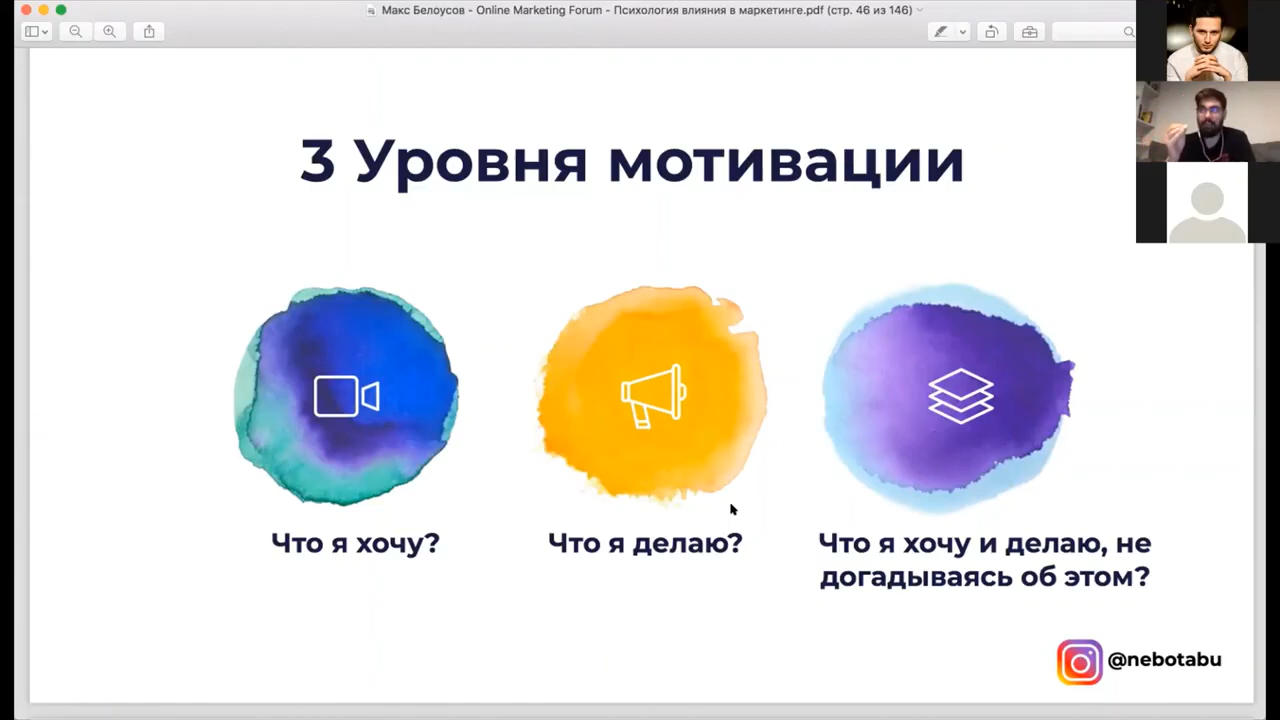 Макс Белоусов - Online Marketing Forum - Психология влияния в маркетинге.pdf (стр. 46 из 146)
3 Уровня мотивации
Что я хочу?
Что я делаю?
Что я хочу и делаю, не
догадываясь об этом?
@nebotabu